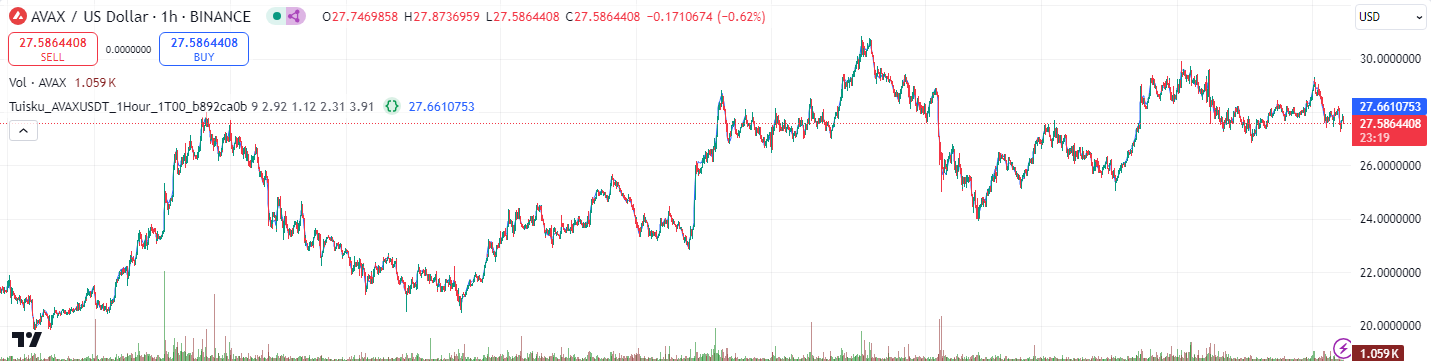 AVAX / US Dollar · 1h · BINANCE O27.7469858 H27.8736959 L27.5864408 C27.5864408 −0.1710674 (−0.62%) USD
27.5864408 SELL 0.0000000 27.5864408 BUY
Vol · AVAX 1.059 K
Tuisku_AVAXUSDT_1Hour_1T00_b892ca0b 9 2.92 1.12 2.31 3.91 {} 27.6610753
30.0000000
27.6610753
27.5864408
23:19
26.0000000
24.0000000
22.0000000
20.0000000
1.059 K